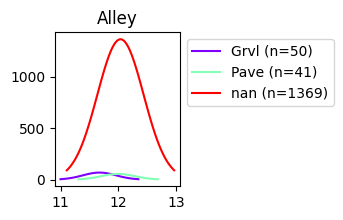 Alley
1000
500
0
11
12
13
Grvl (n=50)
Pave (n=41)
nan (n=1369)